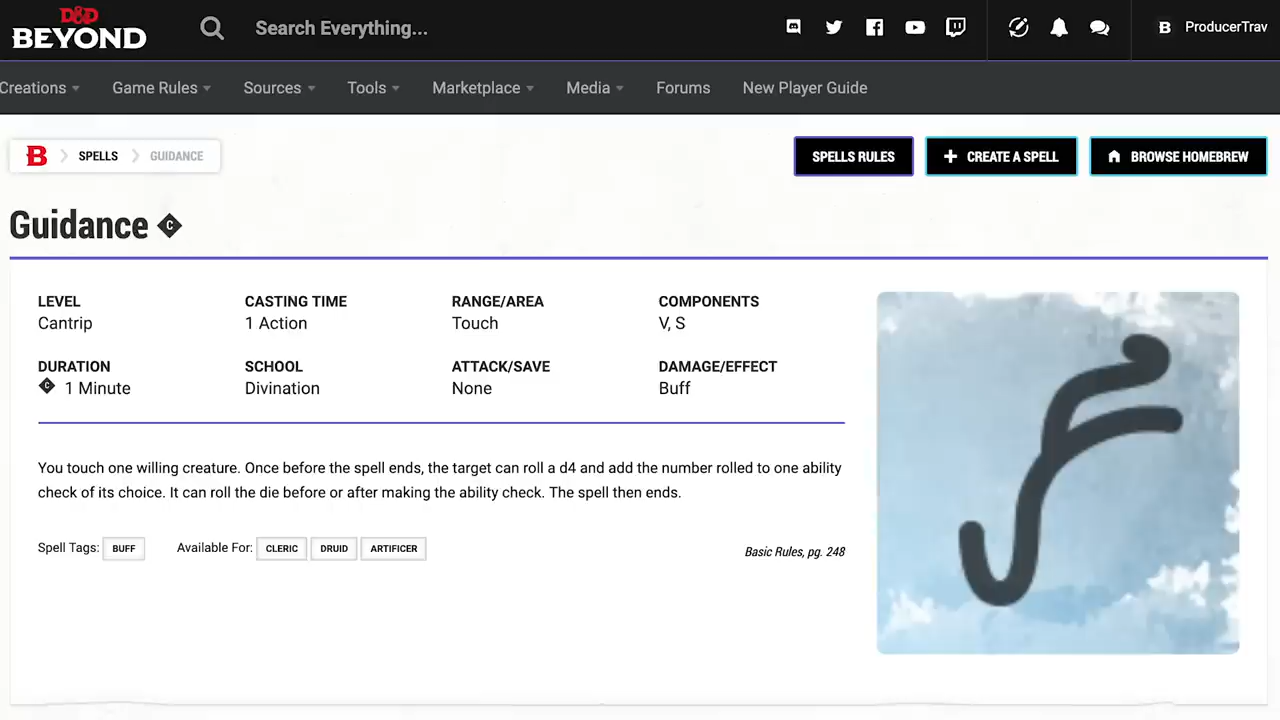 D&D
BEYOND
Search Everything...
B ProducerTrav
Creations Game Rules Sources Tools Marketplace Media Forums New Player Guide
B SPELLS GUIDANCE
SPELLS RULES
+ CREATE A SPELL
BROWSE HOMEBREW
Guidance C
LEVEL CASTING TIME RANGE/AREA COMPONENTS
Cantrip 1 Action Touch V, S
DURATION SCHOOL ATTACK/SAVE DAMAGE/EFFECT
C 1 Minute Divination None Buff
You touch one willing creature. Once before the spell ends, the target can roll a d4 and add the number rolled to one ability
check of its choice. It can roll the die before or after making the ability check. The spell then ends.
Spell Tags: BUFF Available For: CLERIC DRUID ARTIFICER
Basic Rules, pg. 248